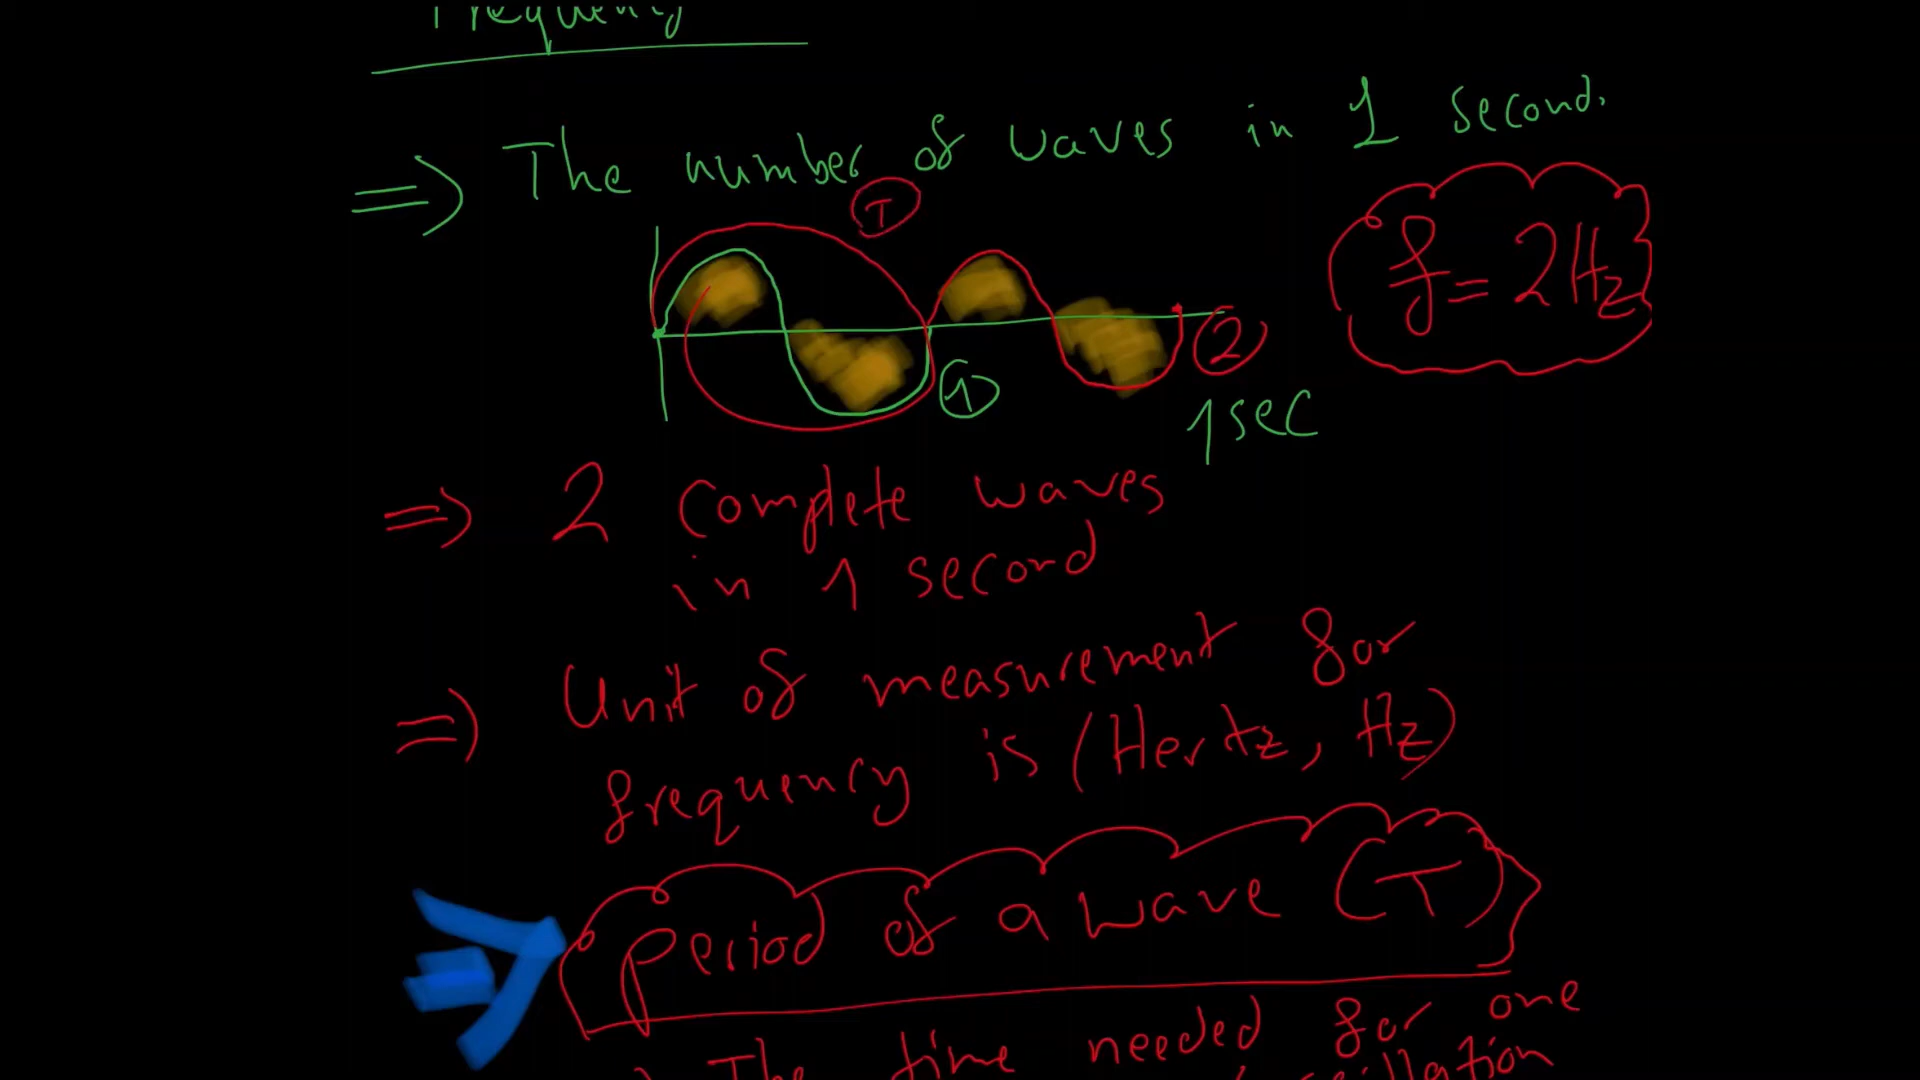 Frequency
⇒ The number of waves in 1 second.
T
f = 2Hz
1
2
1sec
⇒ 2 complete waves
in 1 second
⇒ Unit of measurement for
frequency is (Hertz, Hz)
⇒ period of a wave (T)
The time needed for one